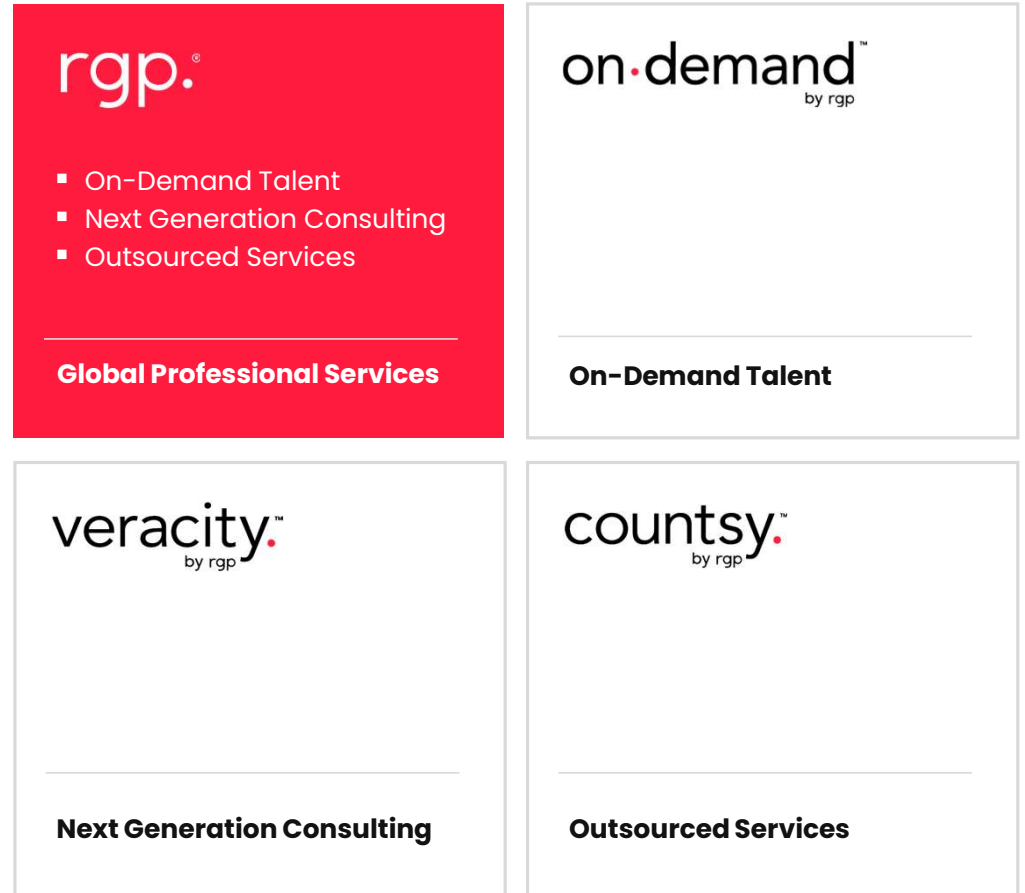 rgp.®
▪ On-Demand Talent
▪ Next Generation Consulting
▪ Outsourced Services
Global Professional Services
on·demand™
by rgp
On-Demand Talent
veracity.™
by rgp
Next Generation Consulting
countsy.™
by rgp
Outsourced Services